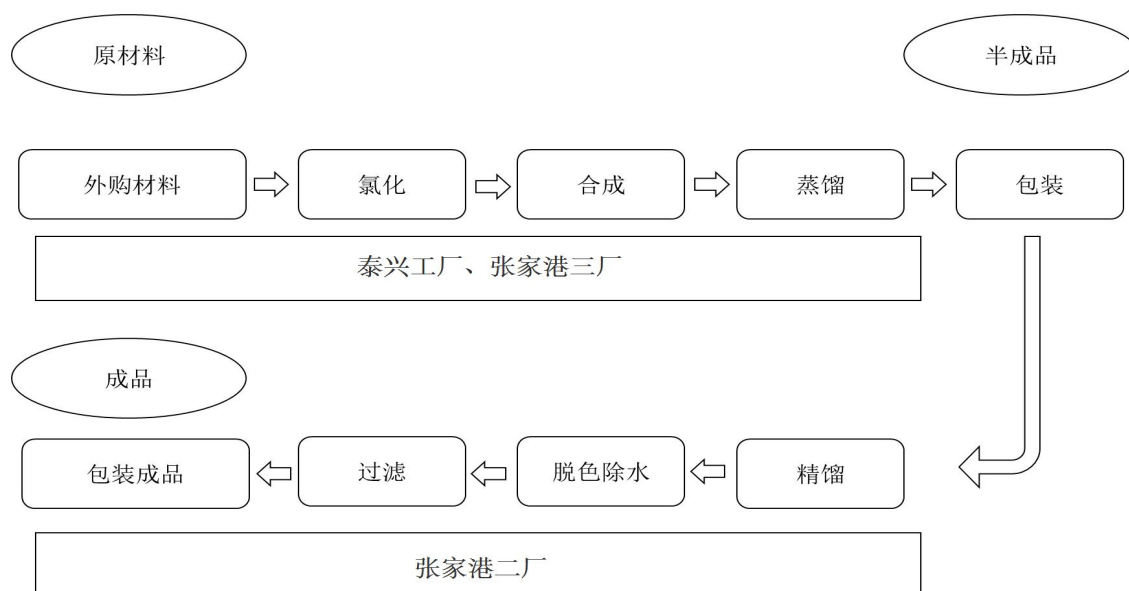 原材料
半成品
外购材料
氯化
合成
蒸馏
包装
泰兴工厂、张家港三厂
成品
包装成品
过滤
脱色除水
精馏
张家港二厂